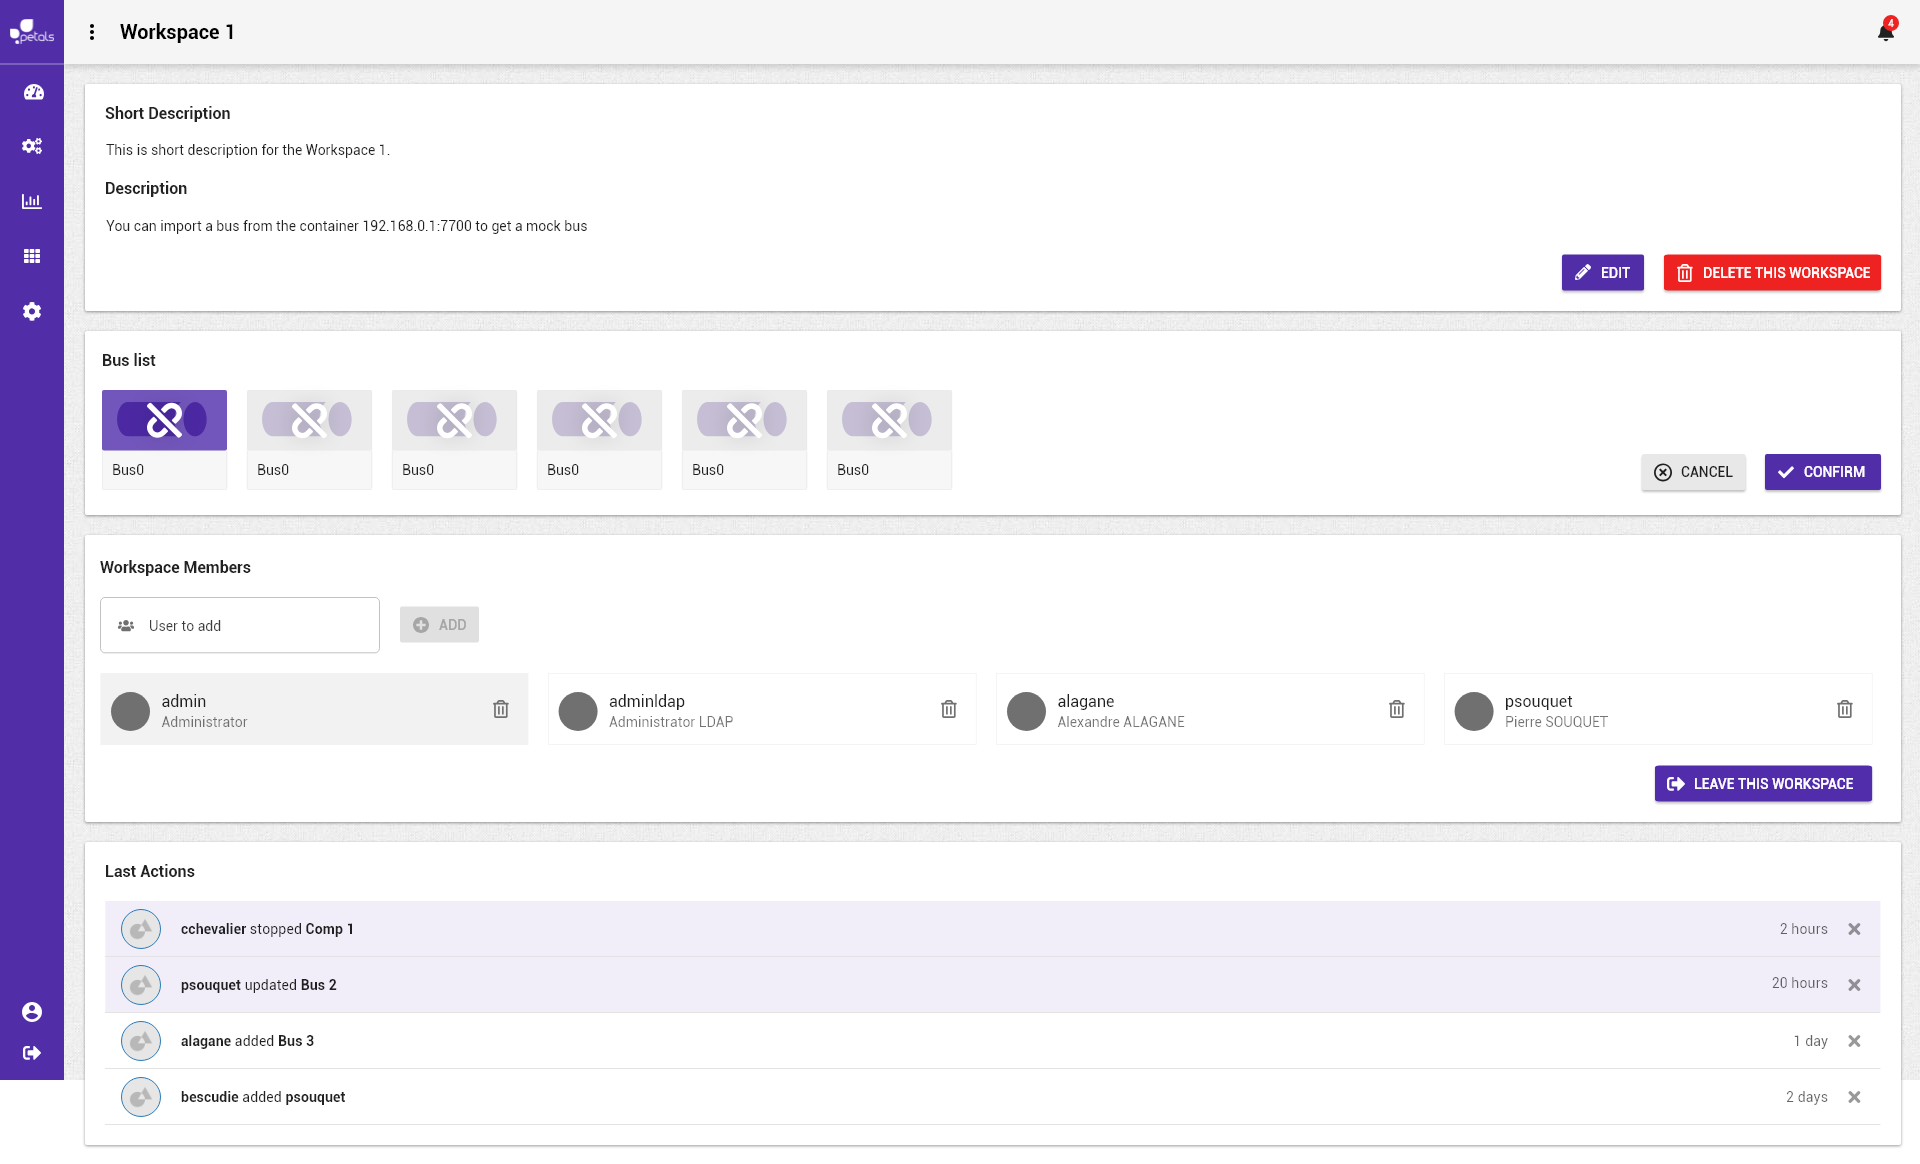 petals
Workspace 1
4
Short Description
This is short description for the Workspace 1.
Description
You can import a bus from the container 192.168.0.1:7700 to get a mock bus
EDIT
DELETE THIS WORKSPACE
Bus list
Bus0
Bus0
Bus0
Bus0
Bus0
Bus0
CANCEL
CONFIRM
Workspace Members
User to add
ADD
admin
Administrator
adminldap
Administrator LDAP
alagane
Alexandre ALAGANE
psouquet
Pierre SOUQUET
LEAVE THIS WORKSPACE
Last Actions
cchevalier stopped Comp 1
2 hours
psouquet updated Bus 2
20 hours
alagane added Bus 3
1 day
bescudie added psouquet
2 days